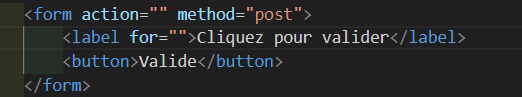 <form action="" method="post">
<label for="">Cliquez pour valider</label>
<button>Valide</button>
</form>